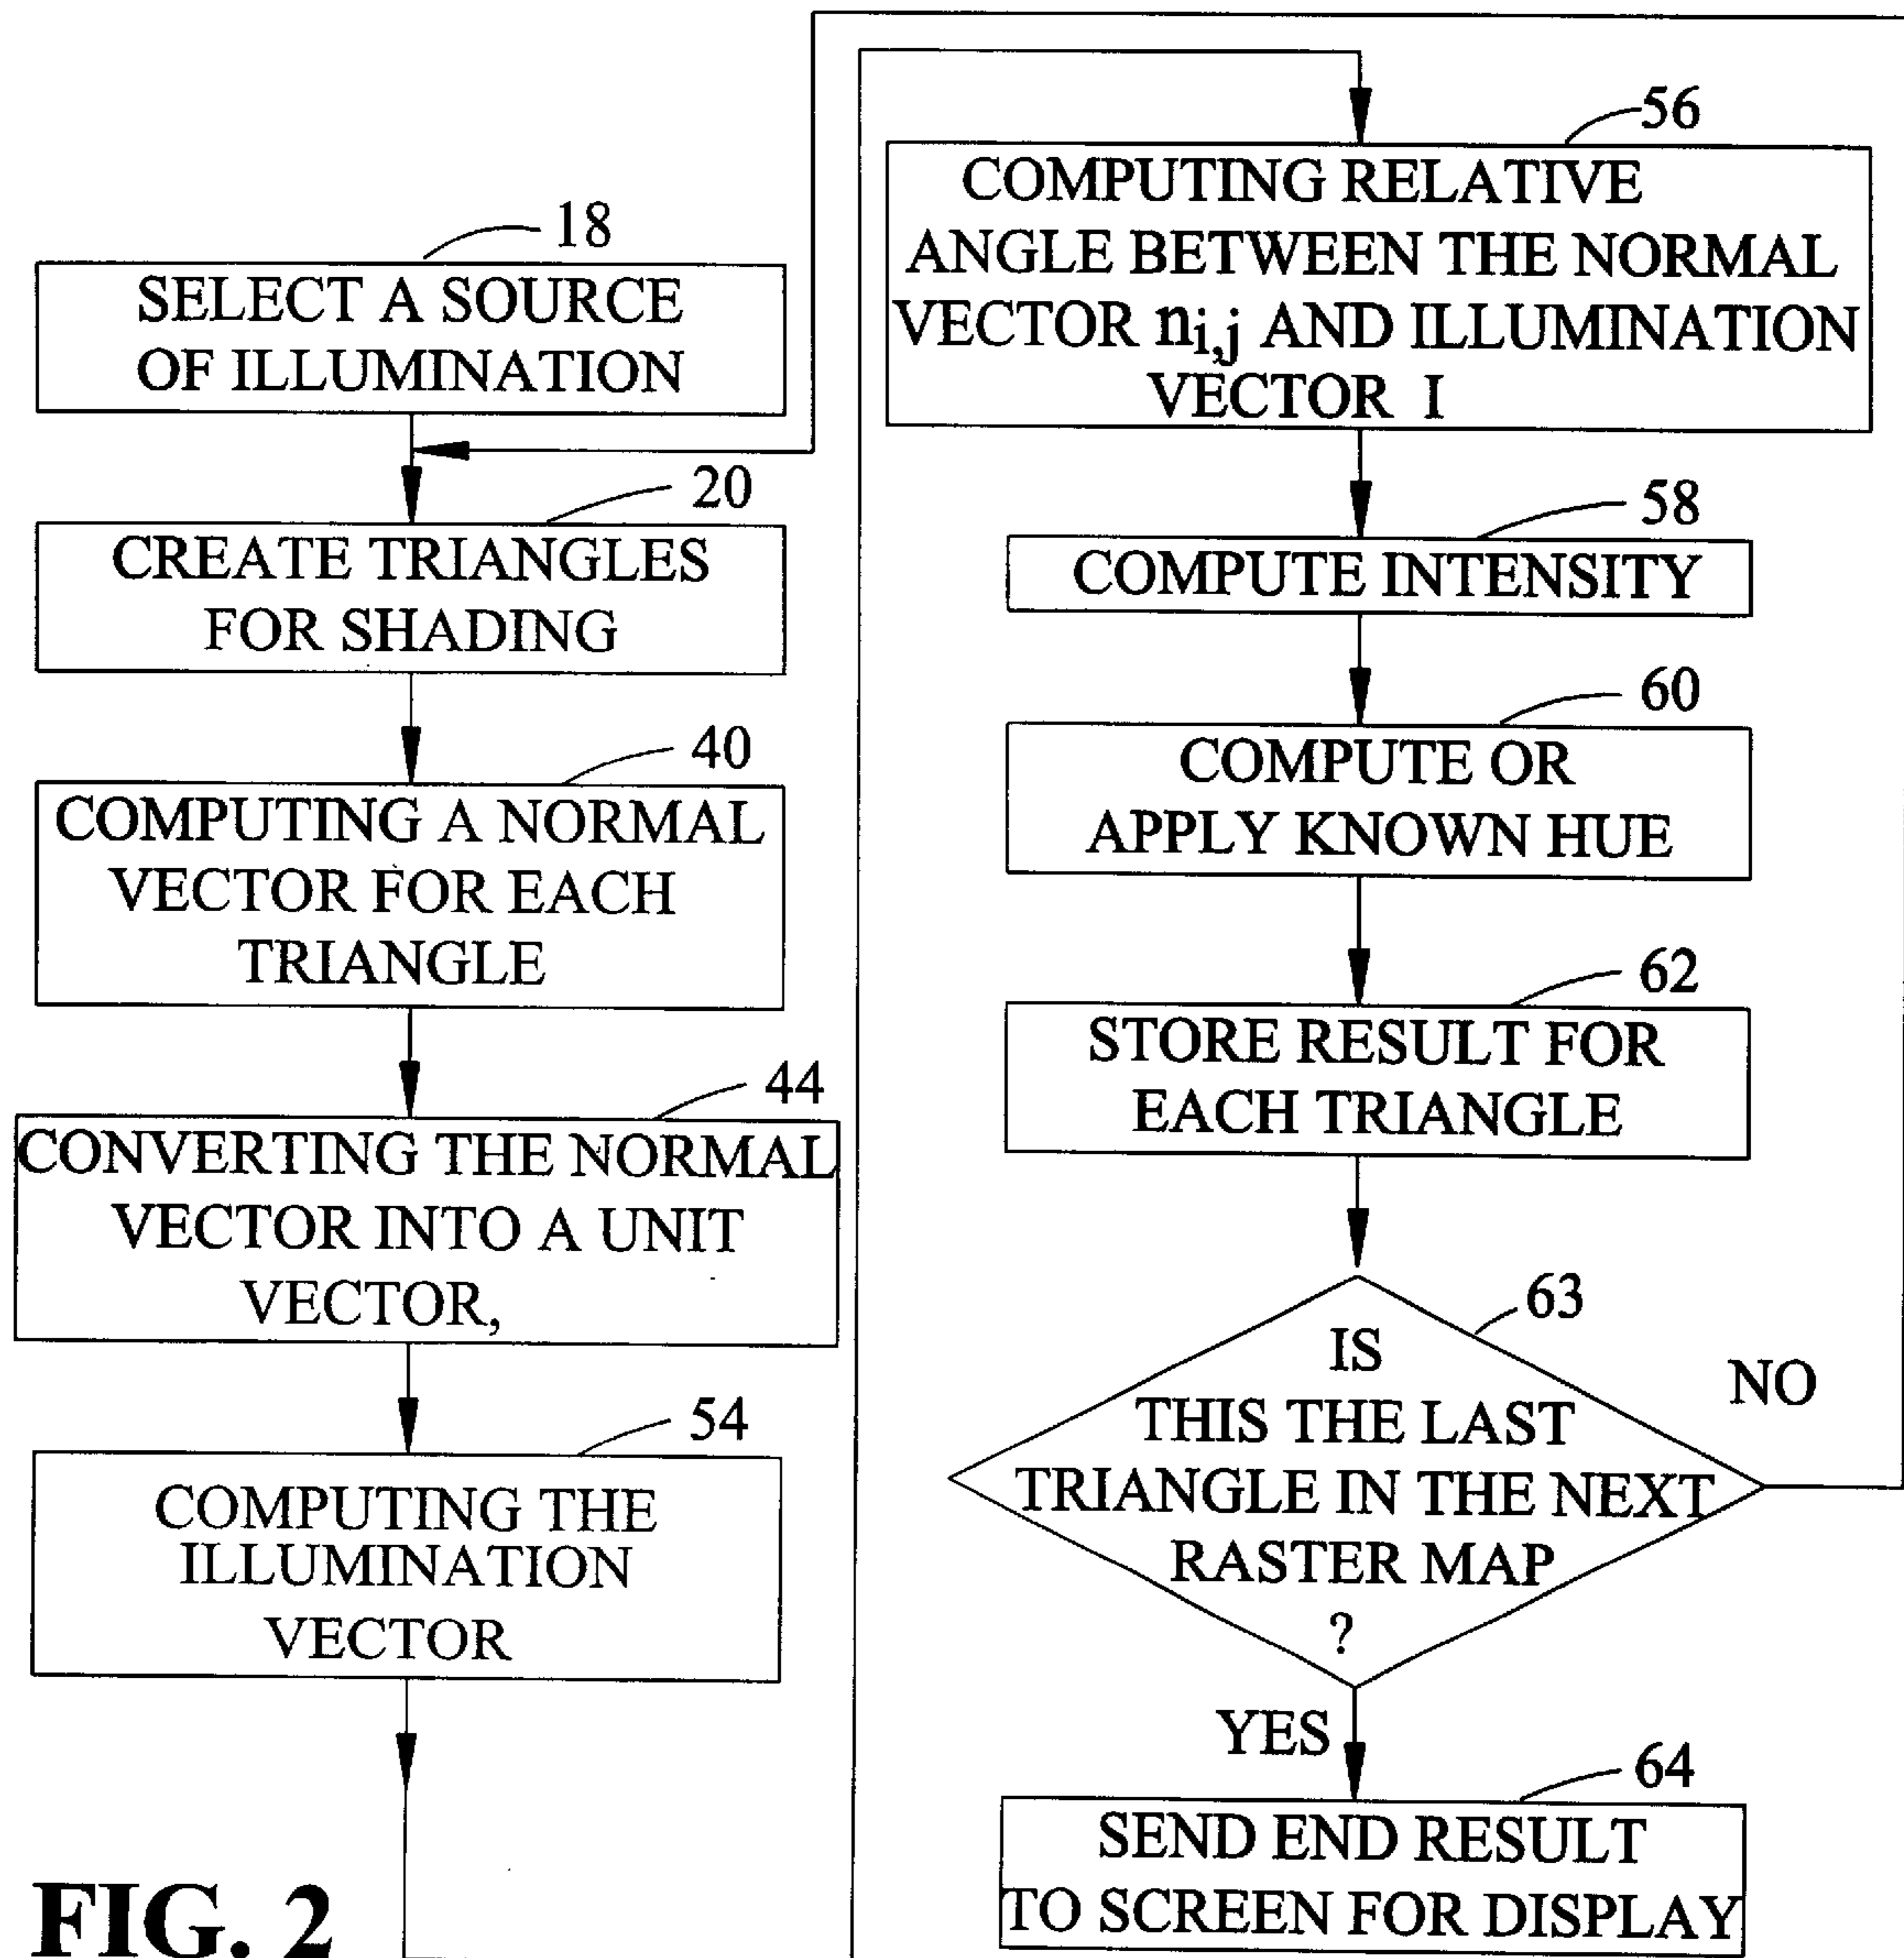 18
SELECT A SOURCE
OF ILLUMINATION
20
CREATE TRIANGLES
FOR SHADING
40
COMPUTING A NORMAL
VECTOR FOR EACH
TRIANGLE
44
CONVERTING THE NORMAL
VECTOR INTO A UNIT
VECTOR,
54
COMPUTING THE
ILLUMINATION
VECTOR
56
COMPUTING RELATIVE
ANGLE BETWEEN THE NORMAL
VECTOR ni,j AND ILLUMINATION
VECTOR I
58
COMPUTE INTENSITY
60
COMPUTE OR
APPLY KNOWN HUE
62
STORE RESULT FOR
EACH TRIANGLE
63
IS
THIS THE LAST
TRIANGLE IN THE NEXT
RASTER MAP
?
NO
YES
64
SEND END RESULT
TO SCREEN FOR DISPLAY
FIG. 2